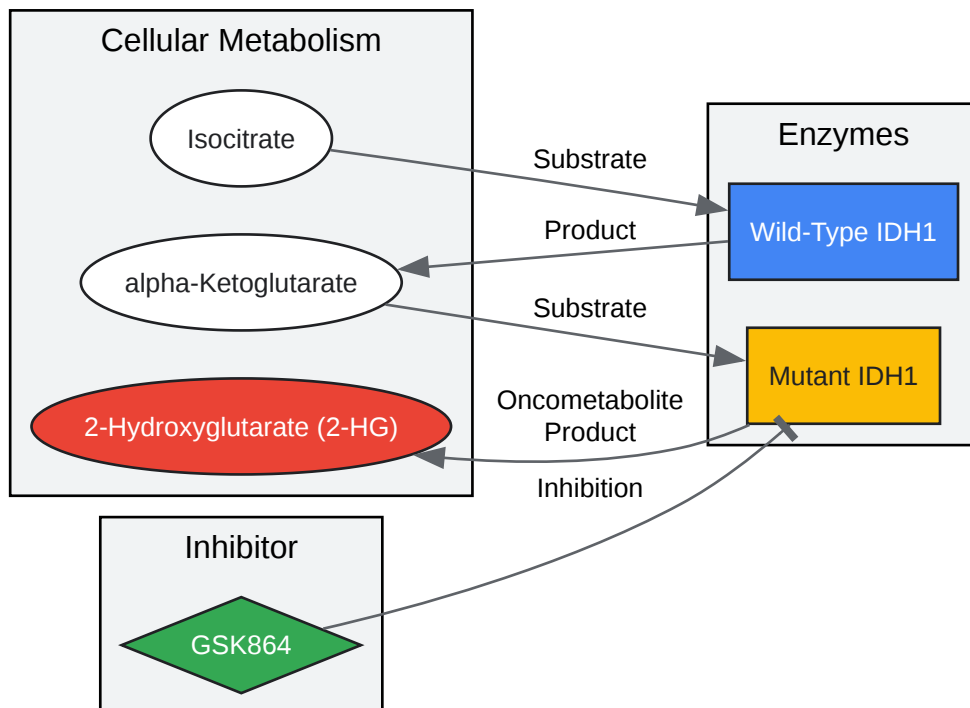 Cellular Metabolism
Isocitrate
Substrate
Enzymes
Wild-Type IDH1
Product
alpha-Ketoglutarate
Substrate
Mutant IDH1
Oncometabolite
Product
2-Hydroxyglutarate (2-HG)
Inhibition
Inhibitor
GSK864